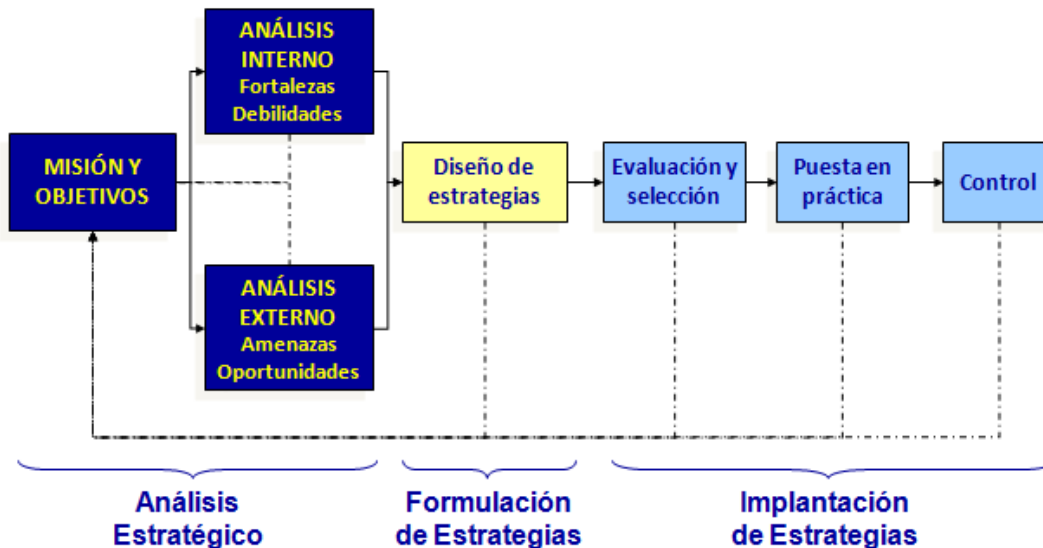 MISIÓN Y
OBJETIVOS
ANÁLISIS
INTERNO
Fortalezas
Debilidades
ANÁLISIS
EXTERNO
Amenazas
Oportunidades
Diseño de
estrategias
Evaluación y
selección
Puesta en
práctica
Control
Análisis
Estratégico
Formulación
de Estrategias
Implantación
de Estrategias